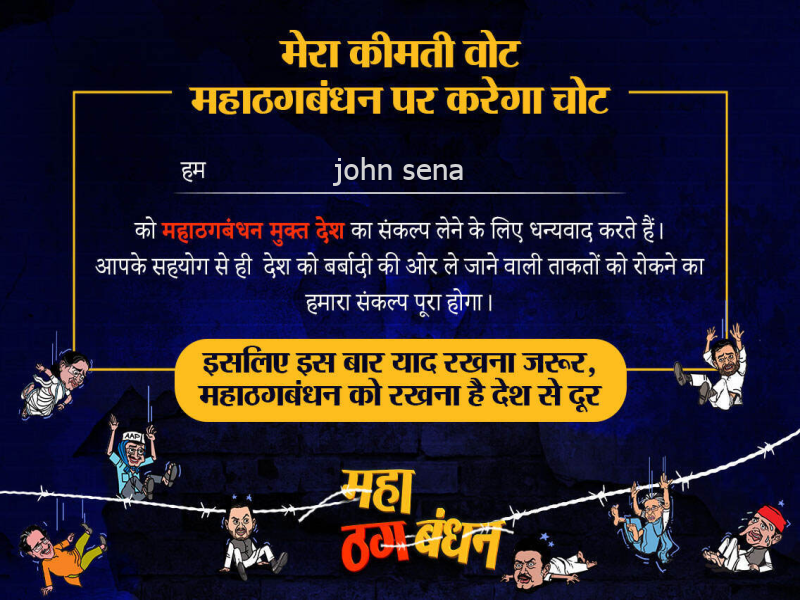 मेरा कीमती वोट
महाठगबंधन पर करेगा चोट
हम john sena
को महाठगबंधन मुक्त देश का संकल्प लेने के लिए धन्यवाद करते हैं।
आपके सहयोग से ही देश को बर्बादी की ओर ले जाने वाली ताकतों को रोकने का
हमारा संकल्प पूरा होगा।
इसलिए इस बार याद रखना जरूर,
महाठगबंधन को रखना है देश से दूर
AAP
महा
ठगबंधन